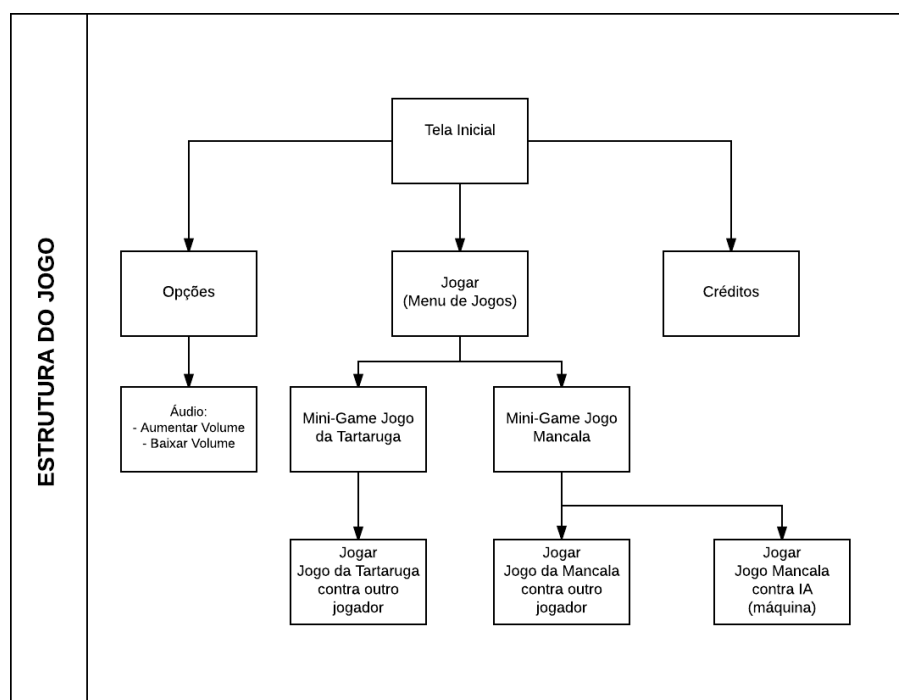 ESTRUTURA DO JOGO
Tela Inicial
Opções
Jogar
(Menu de Jogos)
Créditos
Áudio:
- Aumentar Volume
- Baixar Volume
Mini-Game Jogo
da Tartaruga
Mini-Game Jogo
Mancala
Jogar
Jogo da Tartaruga
contra outro
jogador
Jogar
Jogo da Mancala
contra outro
jogador
Jogar
Jogo Mancala
contra IA
(máquina)